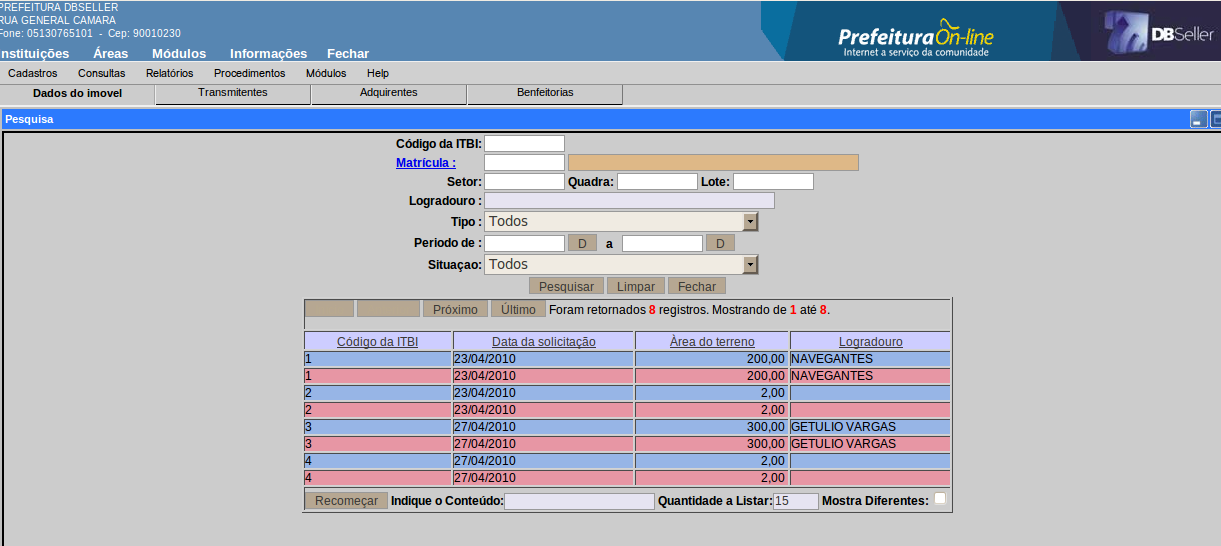 PREFEITURA DBSELLER
RUA GENERAL CAMARA
Fone: 05130765101 - Cep: 90010230
nstituições Áreas Módulos Informações Fechar
PrefeituraOn-line
Internet a serviço da comunidade
DBSeller
Cadastros Consultas Relatórios Procedimentos Módulos Help
Dados do imovel Transmitentes Adquirentes Benfeitorias
Pesquisa
Código da ITBI:
Matrícula :
Setor: Quadra: Lote:
Logradouro :
Tipo : Todos
Periodo de : D a D
Situaçao: Todos
Pesquisar Limpar Fechar
Próximo Último Foram retornados 8 registros. Mostrando de 1 até 8.
Código da ITBI Data da solicitação Àrea do terreno Logradouro
1 23/04/2010 200,00 NAVEGANTES
1 23/04/2010 200,00 NAVEGANTES
2 23/04/2010 2,00
2 23/04/2010 2,00
3 27/04/2010 300,00 GETULIO VARGAS
3 27/04/2010 300,00 GETULIO VARGAS
4 27/04/2010 2,00
4 27/04/2010 2,00
Recomeçar Indique o Conteúdo: Quantidade a Listar: 15 Mostra Diferentes: